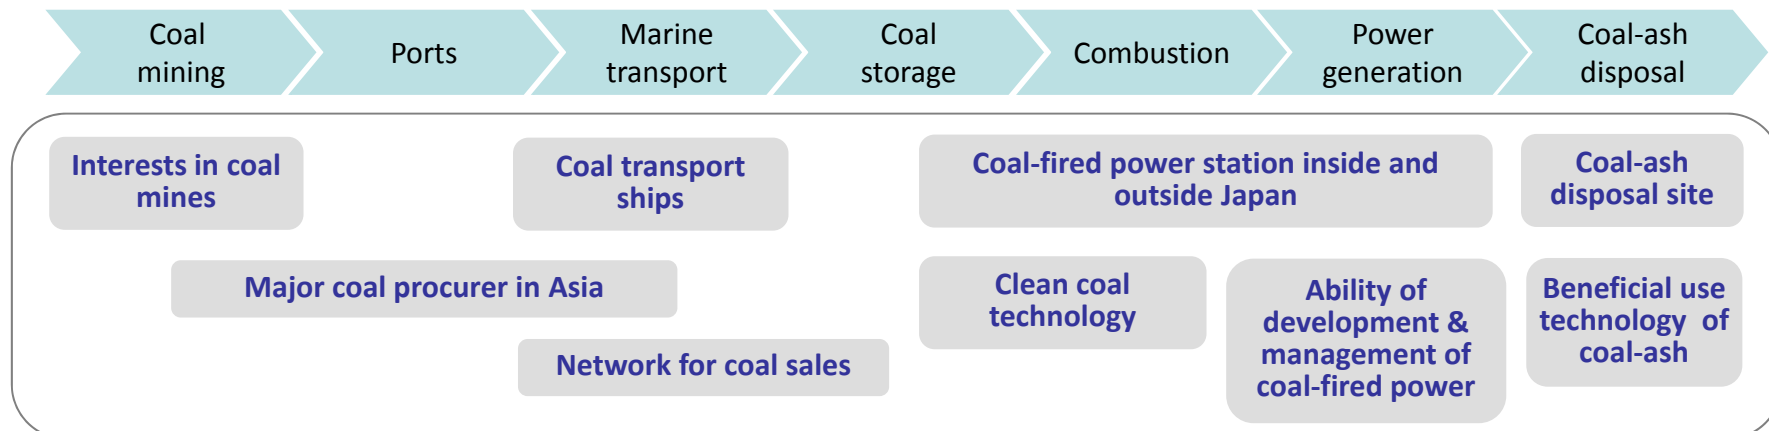 Coal
mining
Ports
Marine
transport
Coal
storage
Combustion
Power
generation
Coal-ash
disposal
Interests in coal
mines
Coal transport
ships
Coal-fired power station inside and
outside Japan
Coal-ash
disposal site
Major coal procurer in Asia
Clean coal
technology
Ability of
development &
management of
coal-fired power
Beneficial use
technology of
coal-ash
Network for coal sales